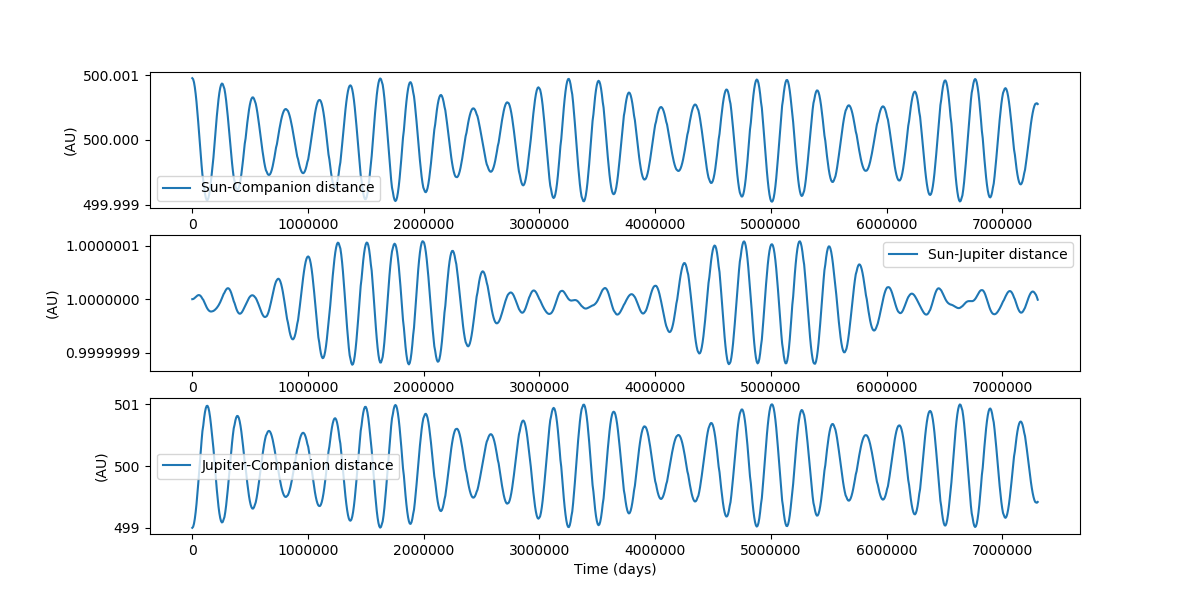 500.001
500.000
499.999
(AU)
Sun-Companion distance
0 1000000 2000000 3000000 4000000 5000000 6000000 7000000
1.0000001
1.0000000
0.9999999
(AU)
Sun-Jupiter distance
0 1000000 2000000 3000000 4000000 5000000 6000000 7000000
501
500
499
(AU)
Jupiter-Companion distance
0 1000000 2000000 3000000 4000000 5000000 6000000 7000000
Time (days)